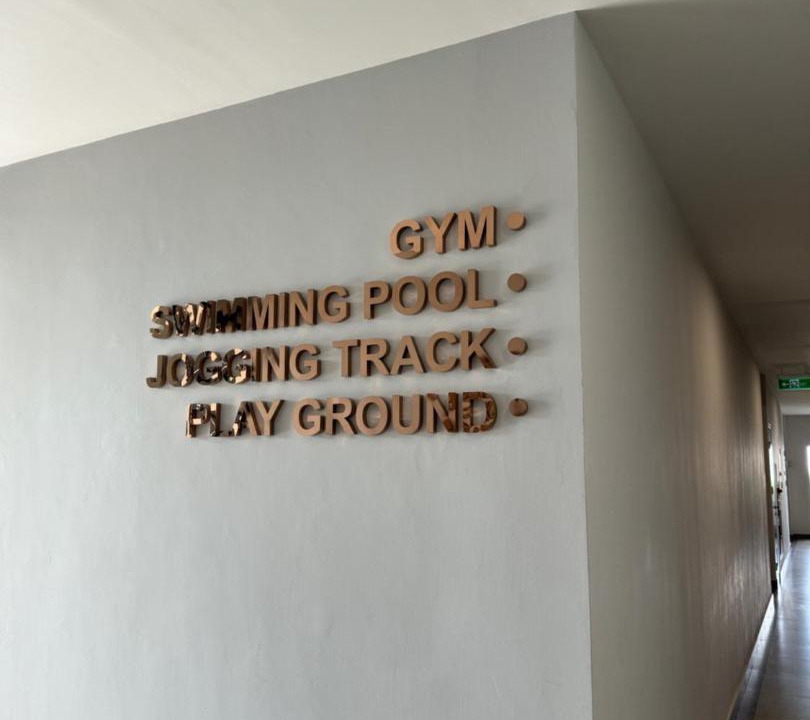 GYM •
SWIMMING POOL •
JOGGING TRACK •
PLAY GROUND •